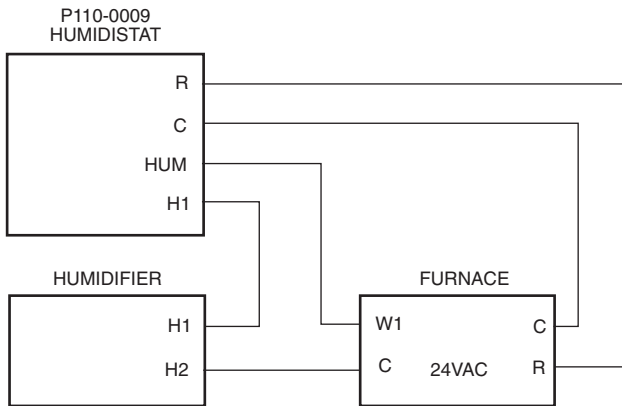 P110-0009
HUMIDISTAT
R
C
HUM
H1
HUMIDIFIER
H1
H2
FURNACE
W1
C
C
24VAC
R